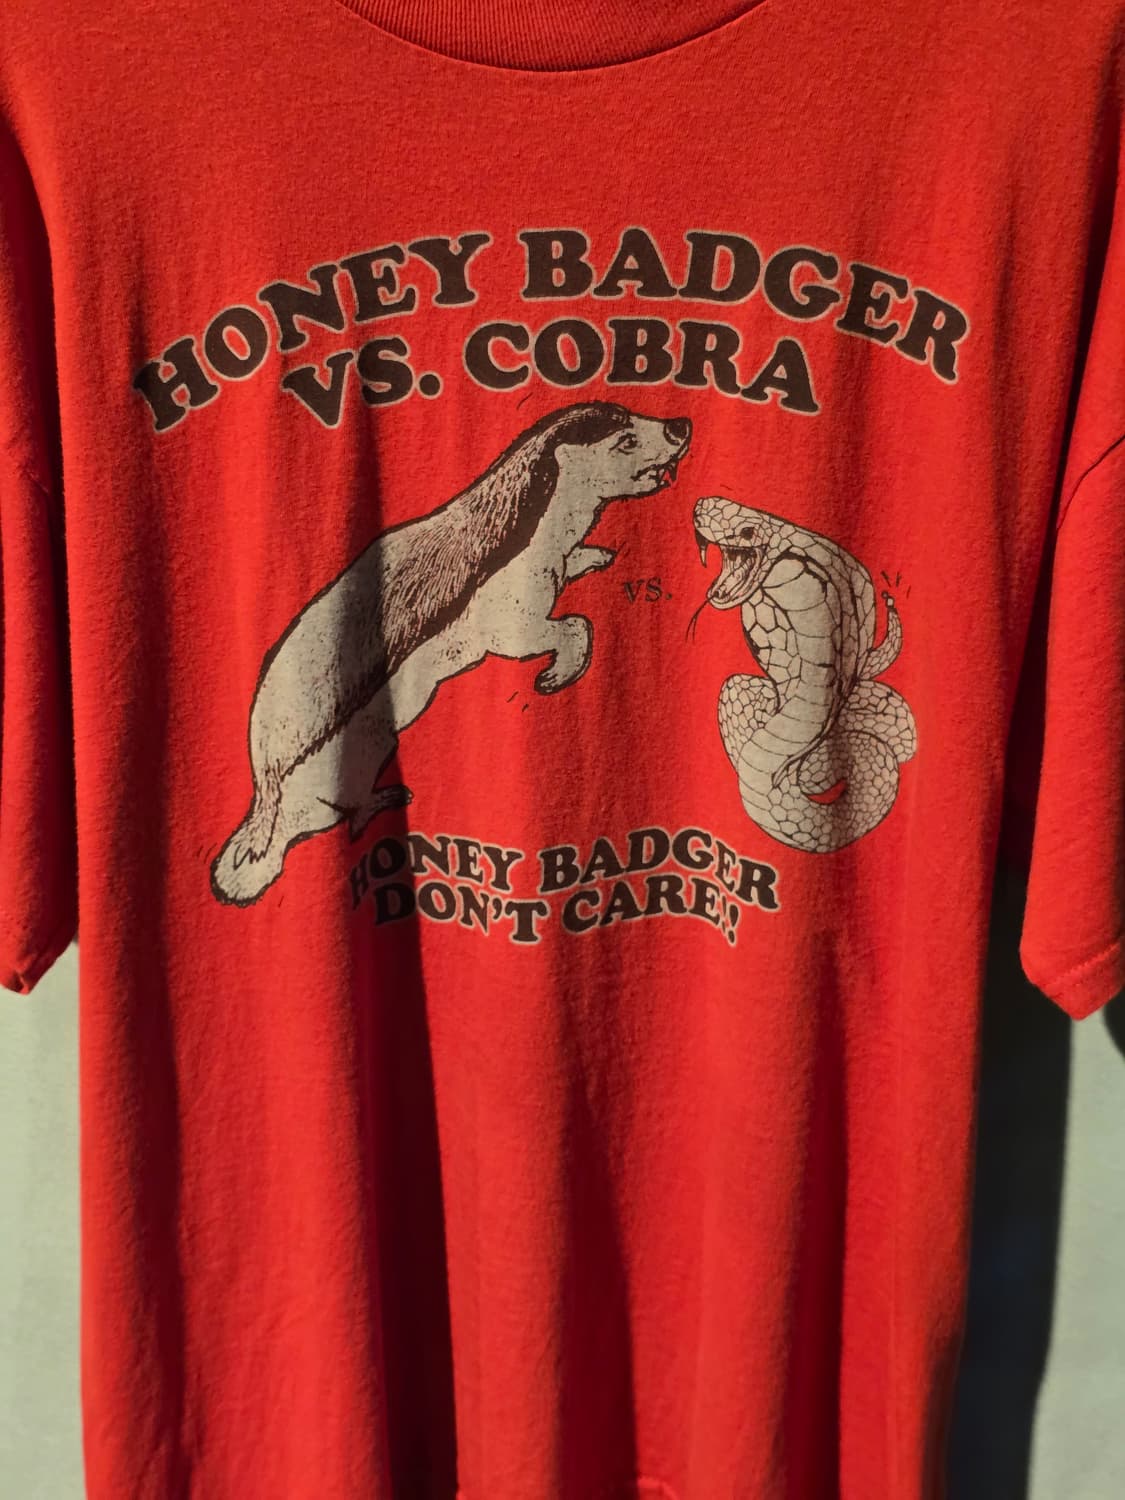 HONEY BADGER
VS. COBRA
VS.
HONEY BADGER
DON'T CARE!!